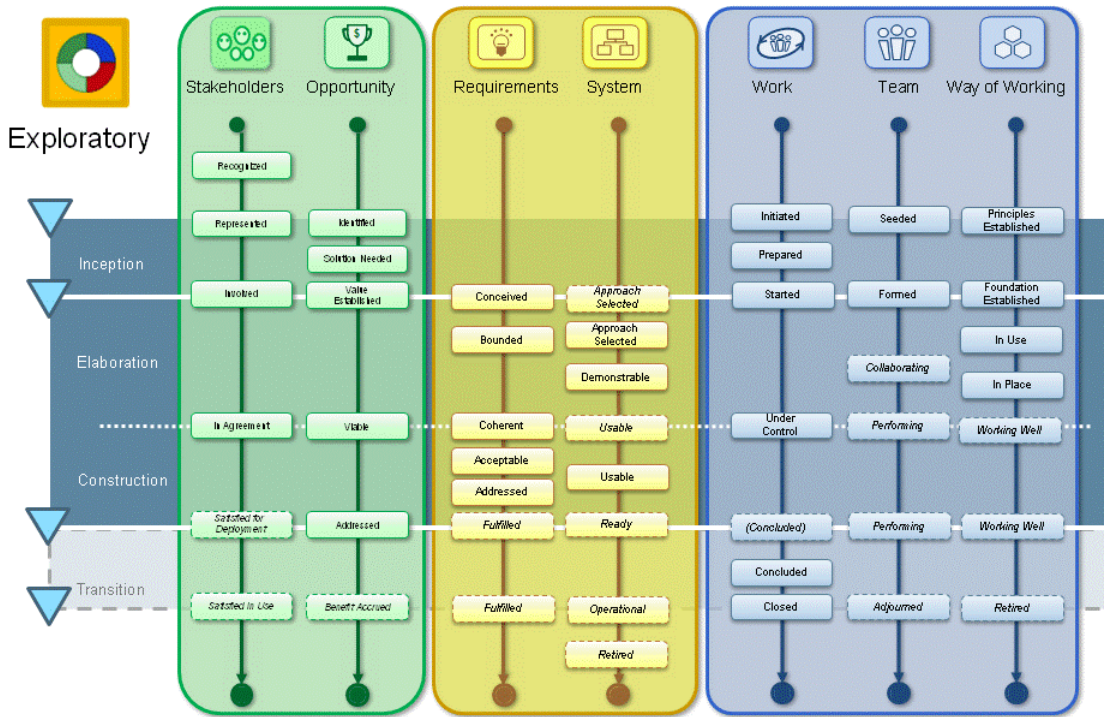 Exploratory
Stakeholders
Opportunity
Requirements
System
Work
Team
Way of Working
Recognized
Represented
Identified
Initiated
Seeded
Principles
Established
Inception
Solution Needed
Prepared
Involved
Value
Established
Conceived
Approach
Selected
Started
Formed
Foundation
Established
Elaboration
Bounded
Approach
Selected
In Use
Demonstrable
Collaborating
In Place
In Agreement
Viable
Coherent
Usable
Under
Control
Performing
Working Well
Construction
Acceptable
Usable
Addressed
Satisfied for
Deployment
Addressed
Fulfilled
Ready
(Concluded)
Performing
Working Well
Transition
Concluded
Satisfied in Use
Benefit Accrued
Fulfilled
Operational
Closed
Adjourned
Retired
Retired